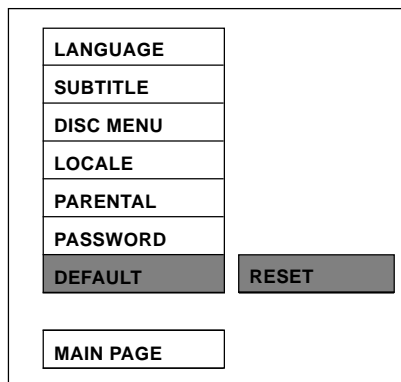 LANGUAGE
SUBTITLE
DISC MENU
LOCALE
PARENTAL
PASSWORD
DEFAULT RESET
MAIN PAGE